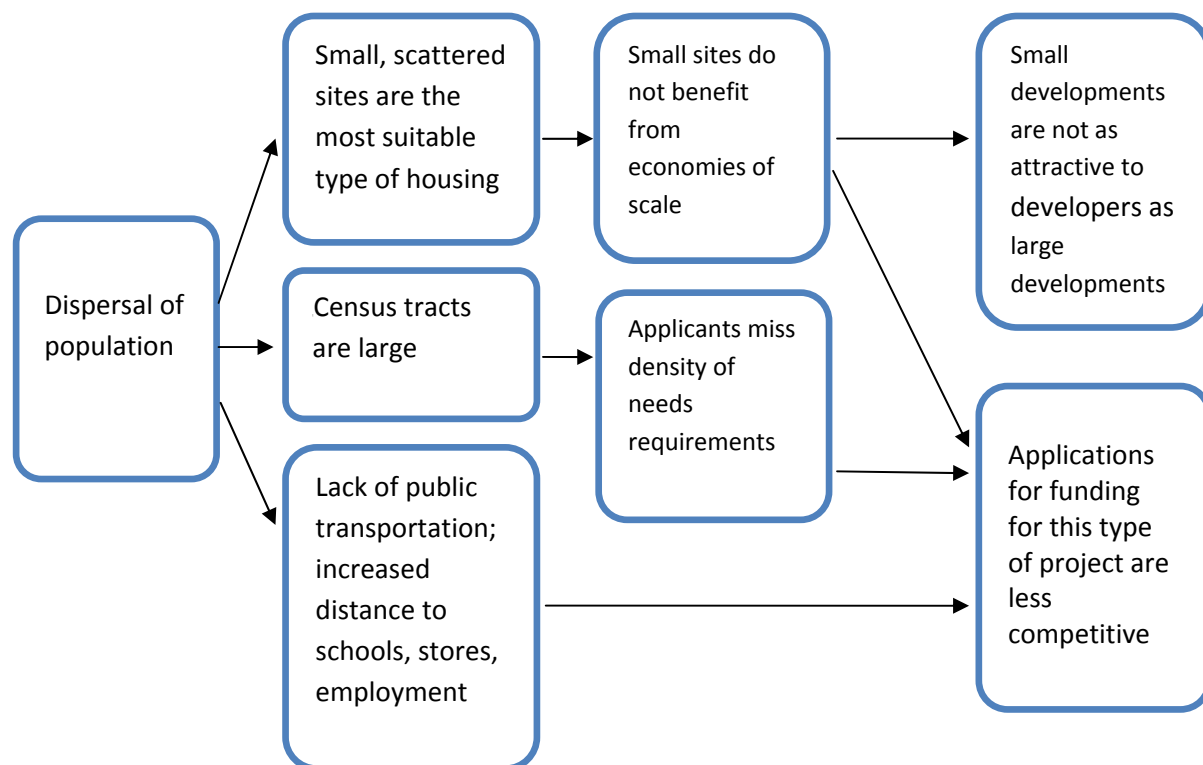 Dispersal of
population
Small, scattered
sites are the
most suitable
type of housing
Census tracts
are large
Lack of public
transportation;
increased
distance to
schools, stores,
employment
Small sites do
not benefit
from
economies of
scale
Applicants miss
density of
needs
requirements
Small
developments
are not as
attractive to
developers as
large
developments
Applications
for funding
for this type
of project are
less
competitive